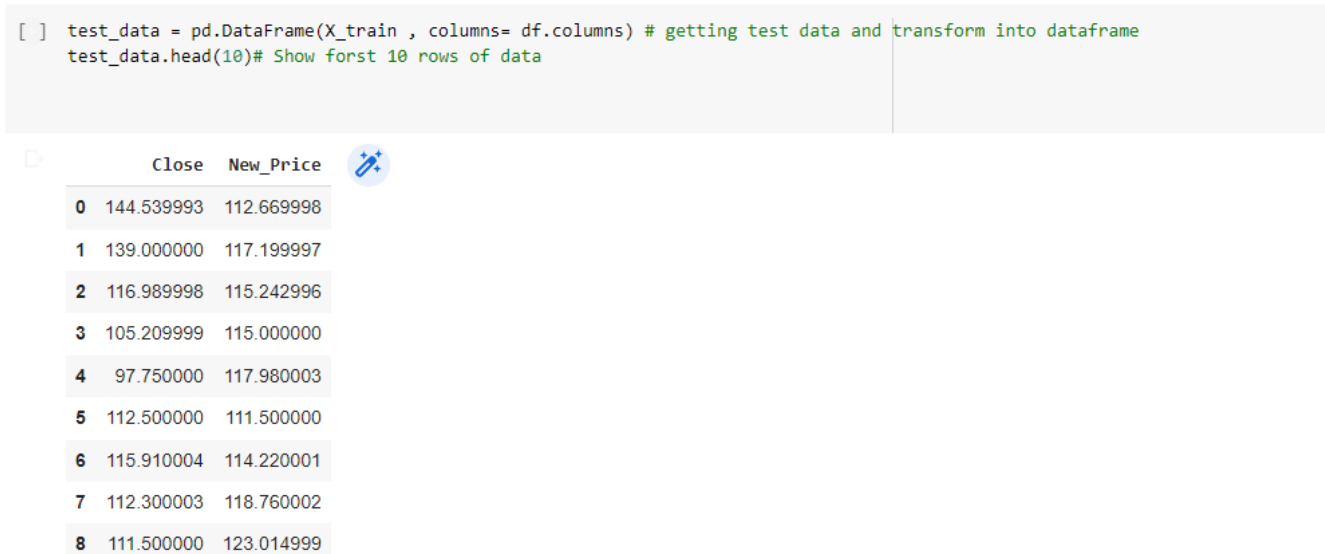 [ ] test_data = pd.DataFrame(X_train , columns= df.columns) # getting test data and transform into dataframe
test_data.head(10)# Show forst 10 rows of data
Close New_Price
0 144.539993 112.669998
1 139.000000 117.199997
2 116.989998 115.242996
3 105.209999 115.000000
4 97.750000 117.980003
5 112.500000 111.500000
6 115.910004 114.220001
7 112.300003 118.760002
8 111.500000 123.014999